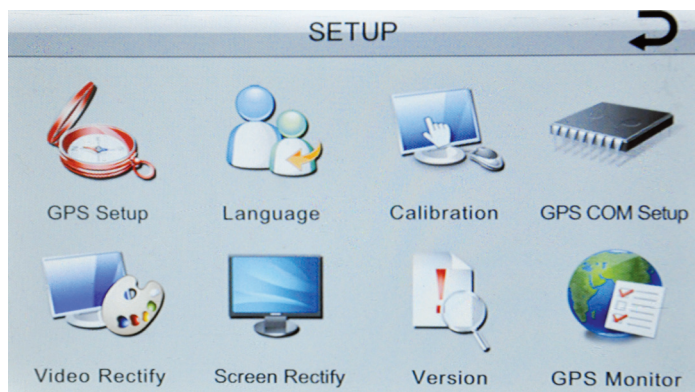 SETUP
GPS Setup
Language
Calibration
GPS COM Setup
Video Rectify
Screen Rectify
Version
GPS Monitor